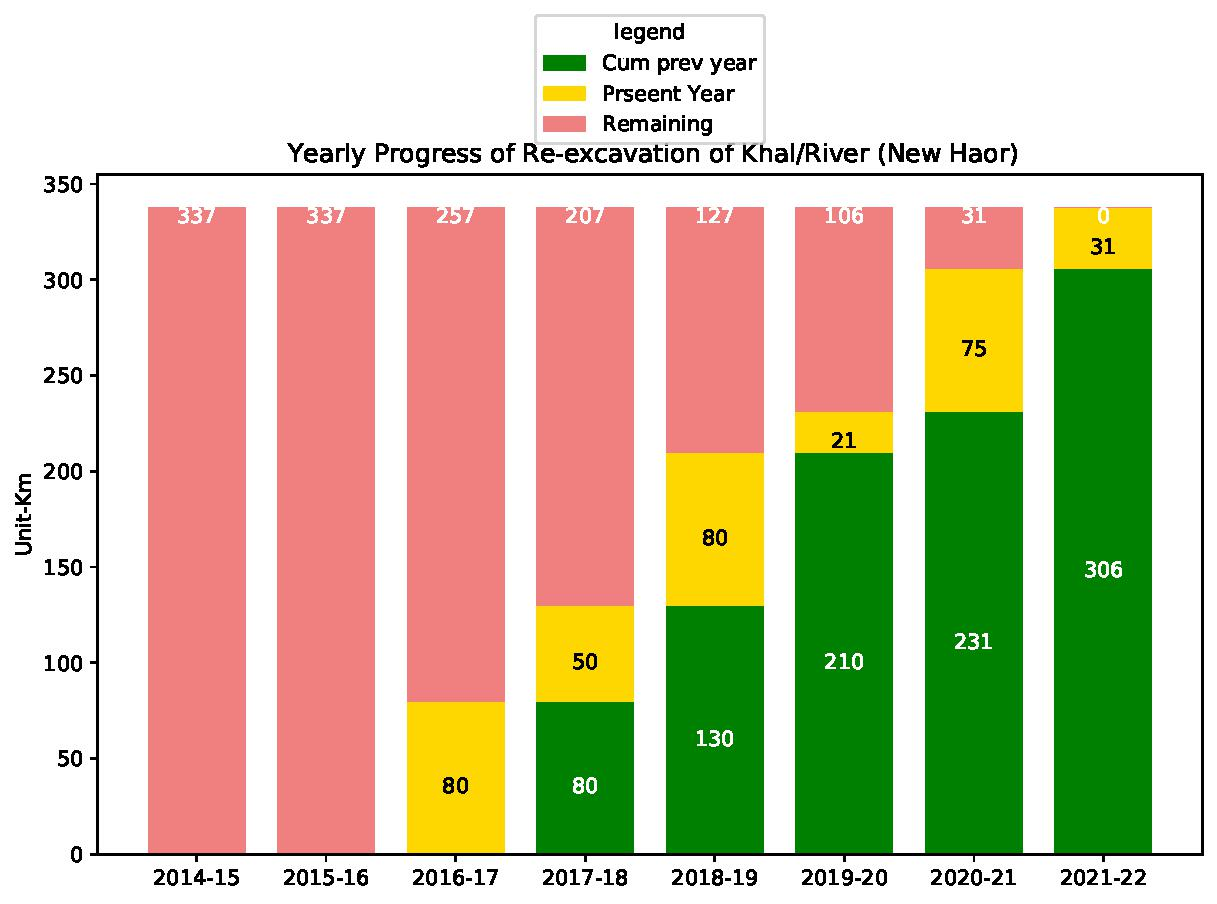 legend
Cum prev year
Prseent Year
Remaining
Yearly Progress of Re-excavation of Khal/River (New Haor)
350
337 337 257 207 127 106 31 0
31
300
75
250
21
200
Unit-Km
80
306
150
50
210
231
100
130
80
80
50
0
2014-15 2015-16 2016-17 2017-18 2018-19 2019-20 2020-21 2021-22